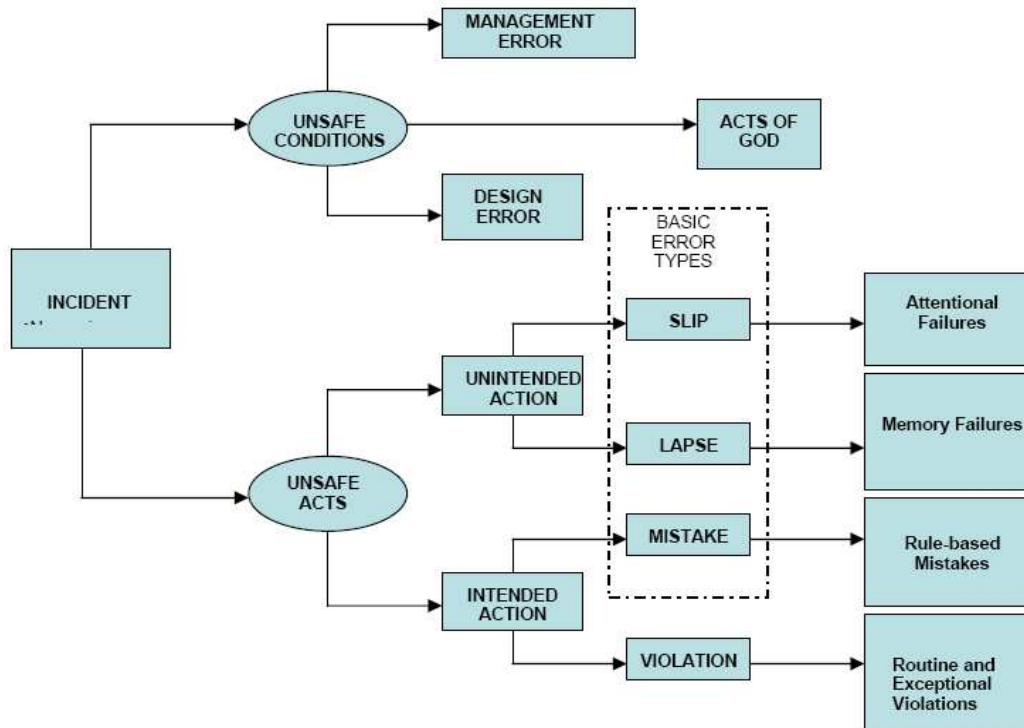 MANAGEMENT
ERROR
UNSAFE
CONDITIONS
ACTS OF
GOD
DESIGN
ERROR
BASIC
ERROR
TYPES
INCIDENT
SLIP
Attentional
Failures
UNINTENDED
ACTION
LAPSE
Memory Failures
UNSAFE
ACTS
MISTAKE
Rule-based
Mistakes
INTENDED
ACTION
VIOLATION
Routine and
Exceptional
Violations